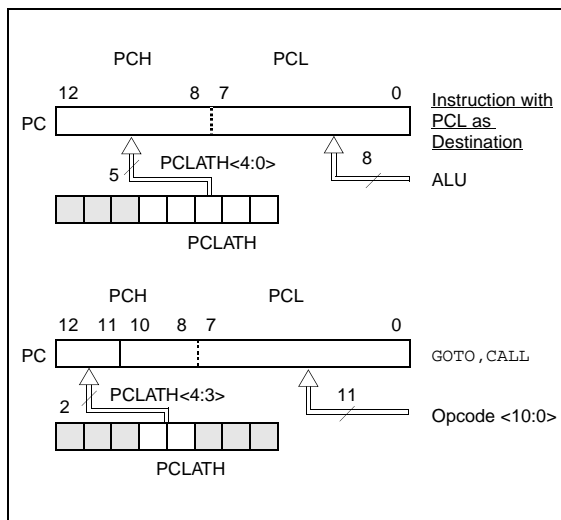 PCH PCL
12 8 7 0
PC
Instruction with
PCL as
Destination
5 PCLATH<4:0> 8
ALU
PCLATH
PCH PCL
12 11 10 8 7 0
PC GOTO,CALL
2 PCLATH<4:3> 11
Opcode <10:0>
PCLATH